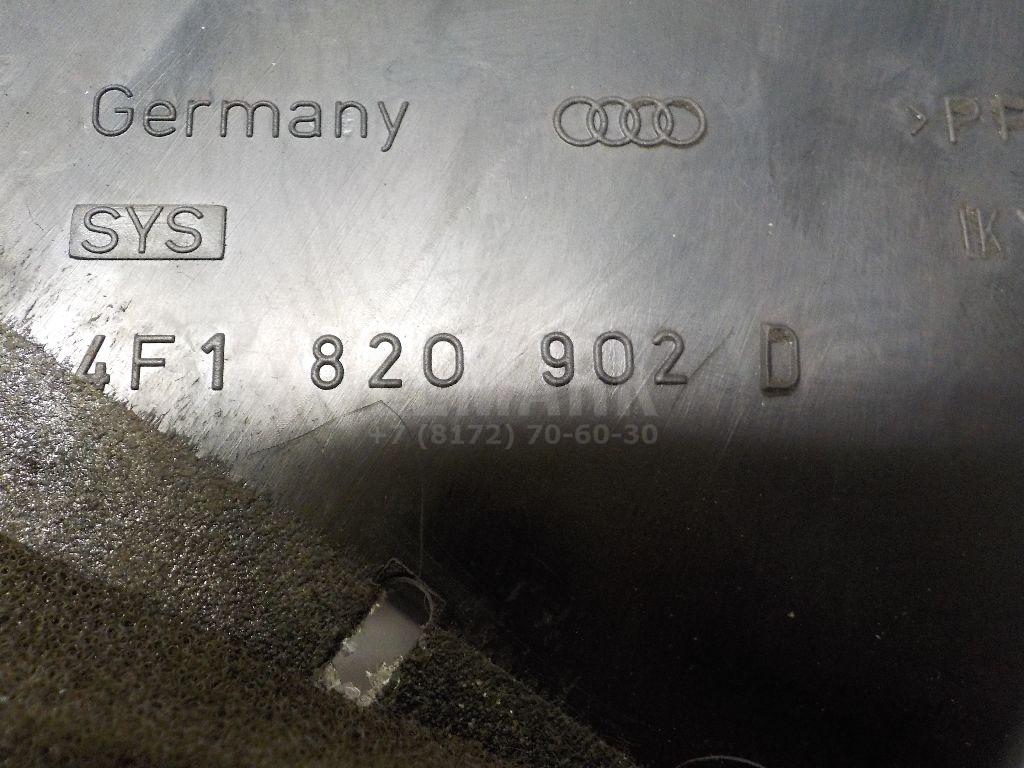 Germany
SYS
4F1 820 902 D
+7 (8172) 70-60-30